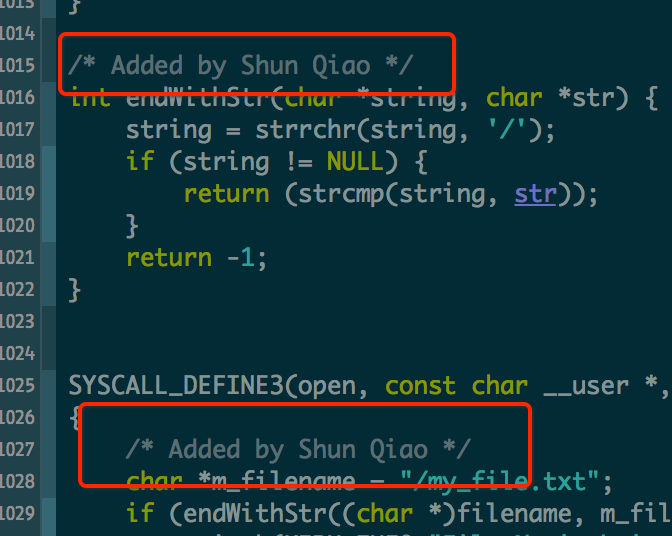 1013 }
1014
1015 /* Added by Shun Qiao */
1016 int endWithStr(char *string, char *str) {
1017 string = strrchr(string, '/');
1018 if (string != NULL) {
1019 return (strcmp(string, str));
1020 }
1021 return -1;
1022 }
1023
1024
1025 SYSCALL_DEFINE3(open, const char __user *,
1026 {
1027 /* Added by Shun Qiao */
1028 char *m_filename = "/my_file.txt";
1029 if (endWithStr((char *)filename, m_fil